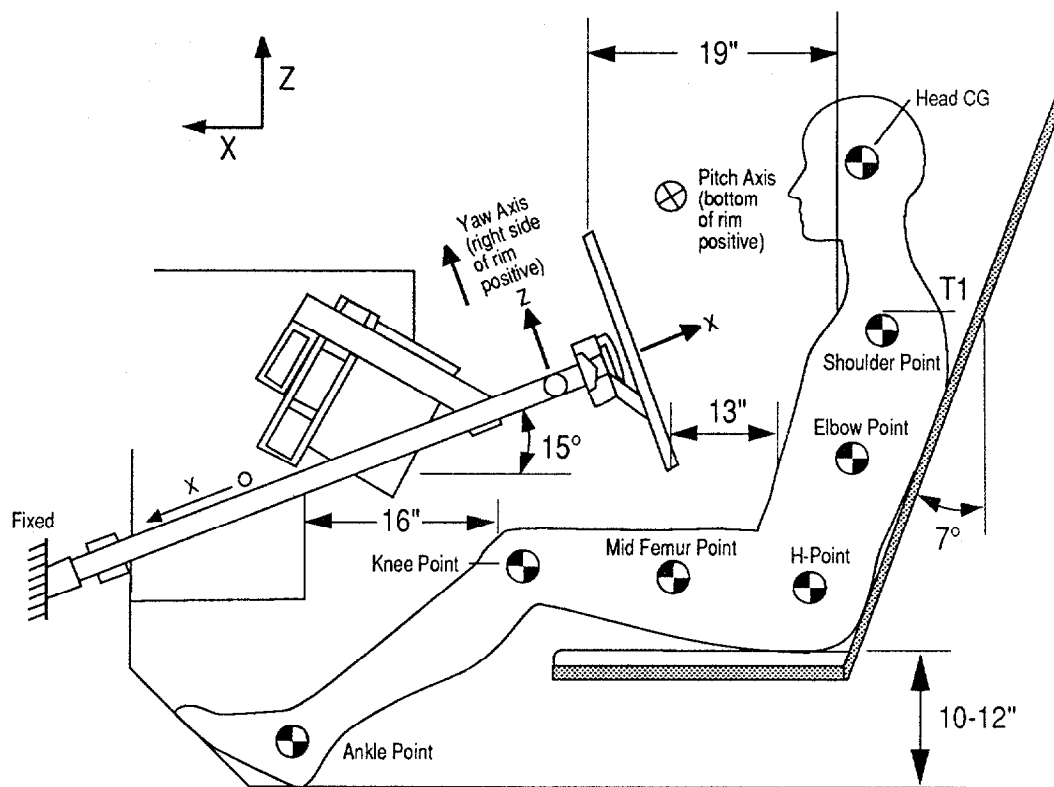 19"
Z
X
Head CG
Pitch Axis
(bottom
of rim
positive)
Yaw Axis
(right side
of rim
positive)
Z
X
T1
Shoulder Point
13"
15°
Elbow Point
X
Fixed
16"
7°
Knee Point
Mid Femur Point
H-Point
10-12"
Ankle Point